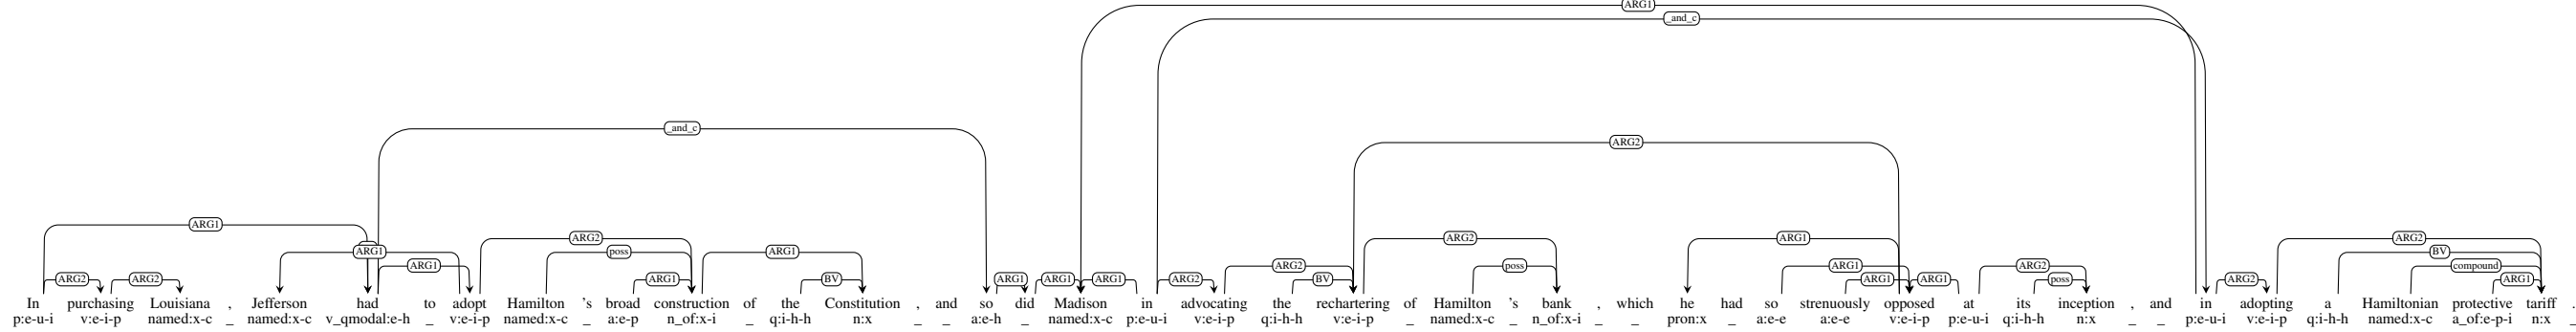 ARG1
_and_c
_and_c
ARG2
ARG1
ARG2 ARG2 ARG1
ARG1 poss ARG1 BV
ARG1 poss ARG1 compound
ARG2 ARG2 ARG1 BV ARG1 ARG1 ARG1 ARG2 ARG2 BV ARG1 ARG1 poss ARG2 ARG1
In purchasing Louisiana , Jefferson had to adopt Hamilton 's broad construction of the Constitution , and so did Madison in advocating the rechartering of Hamilton 's bank , which he had so strenuously opposed at its inception , and in adopting a Hamiltonian protective tariff .
p:e-u-i v:e-i-p named:x-c _ named:x-c v_qmodal:e-h _ v:e-i-p named:x-c _ a:e-p n_of:x-i _ q:i-h-h n:x _ _ a:e-h _ named:x-c p:e-u-i v:e-i-p q:i-h-h v:e-i-p _ named:x-c _ n_of:x-i _ _ pron:x _ a:e-e a:e-e v:e-i-p p:e-u-i q:i-h-h n:x _ _ p:e-u-i v:e-i-p q:i-h-h named:x-c a_of:e-p-i n:x _